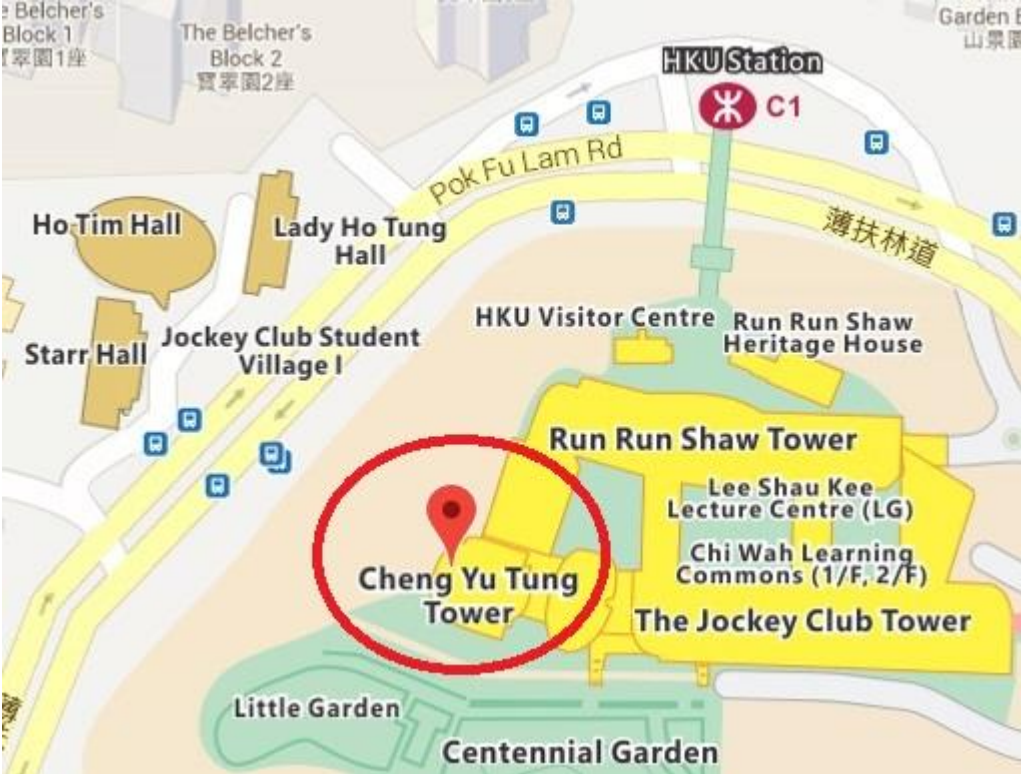 Belcher's
Block 1
寶翠園1座
The Belcher's
Block 2
寶翠園2座
Garden
山景園
HKU Station
C1
Pok Fu Lam Rd
薄扶林道
Ho Tim Hall
Lady Ho Tung
Hall
HKU Visitor Centre
Run Run Shaw
Heritage House
Starr Hall
Jockey Club Student
Village I
Run Run Shaw Tower
Lee Shau Kee
Lecture Centre (LG)
Chi Wah Learning
Commons (1/F, 2/F)
Cheng Yu Tung
Tower
The Jockey Club Tower
Little Garden
Centennial Garden